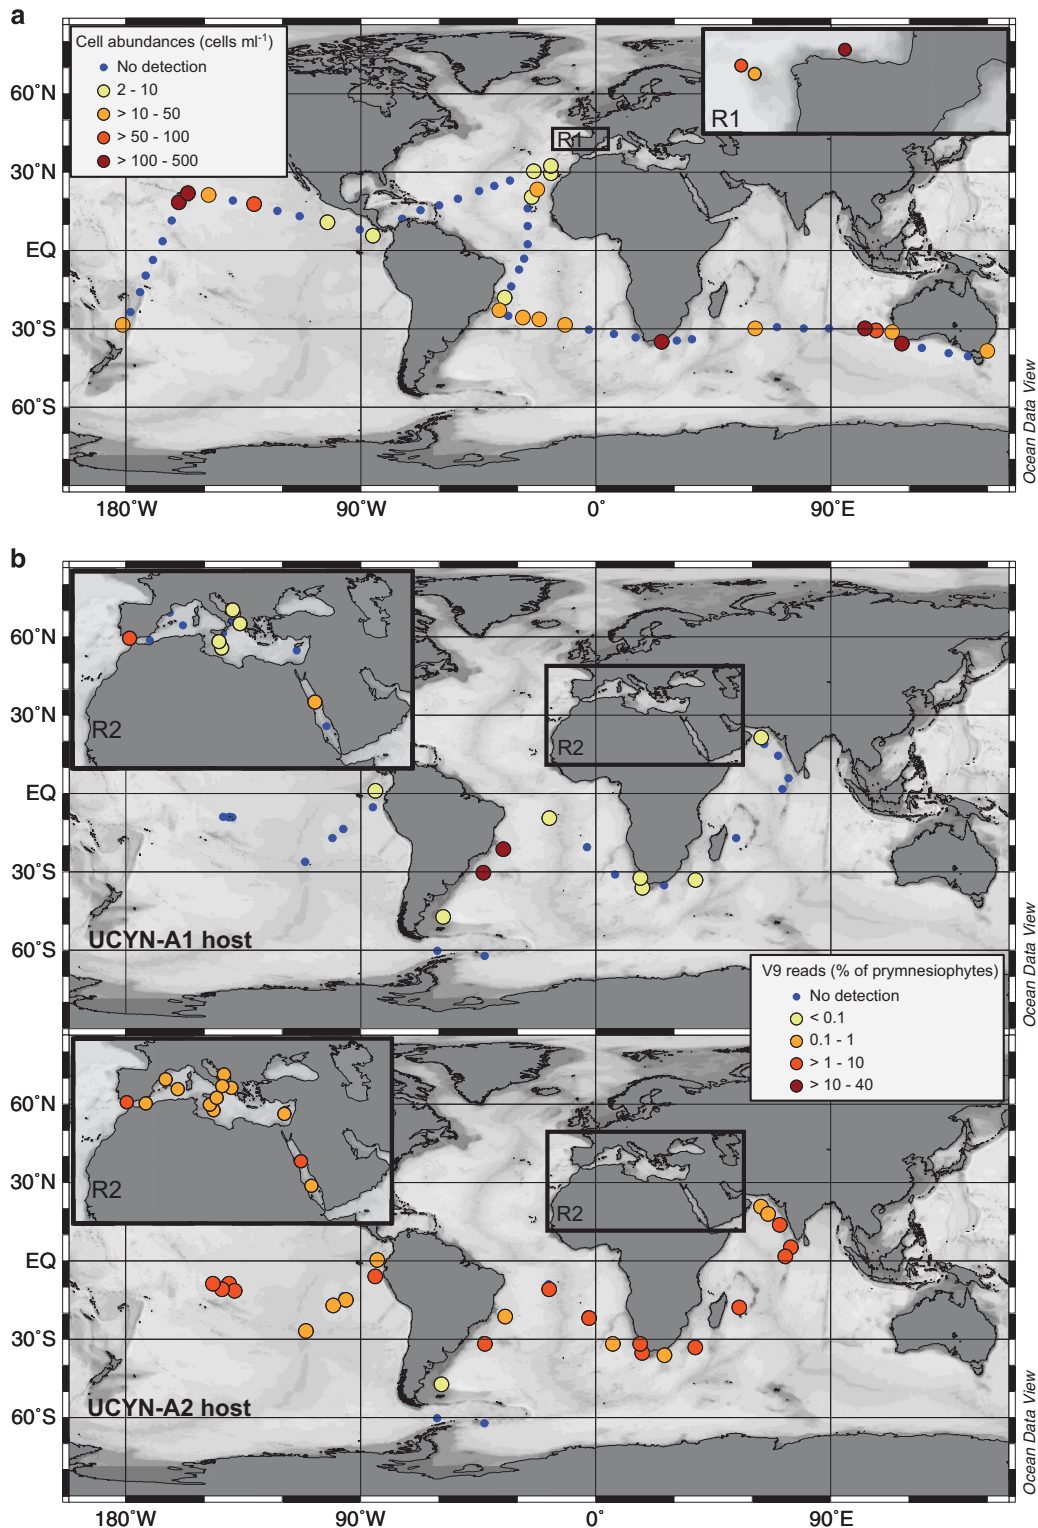 a
Cell abundances (cells ml-1)
No detection
2 - 10
> 10 - 50
> 50 - 100
> 100 - 500
R1
R1
60˚N
30˚N
EQ
30˚S
60˚S
180˚W
90˚W
0˚
90˚E
Ocean Data View
b
R2
R2
60˚N
30˚N
EQ
30˚S
60˚S
UCYN-A1 host
Ocean Data View
V9 reads (% of prymnesiophytes)
No detection
< 0.1
0.1 - 1
> 1 - 10
> 10 - 40
R2
R2
60˚N
30˚N
EQ
30˚S
60˚S
UCYN-A2 host
Ocean Data View
180˚W
90˚W
0˚
90˚E